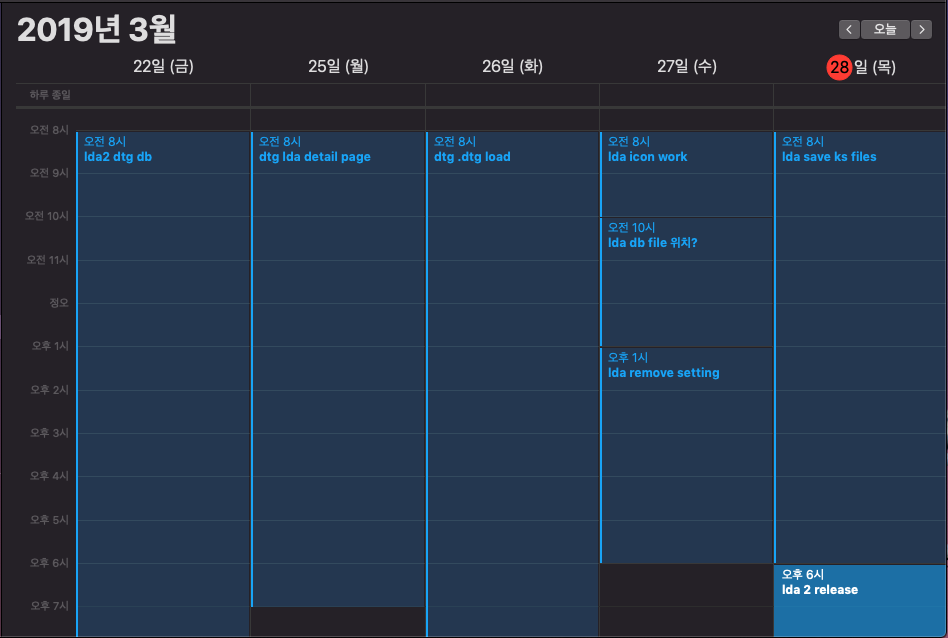 2019년 3월
오늘
22일 (금)
25일 (월)
26일 (화)
27일 (수)
28일 (목)
하루 종일
오전 8시
오전 9시
오전 10시
오전 11시
정오
오후 1시
오후 2시
오후 3시
오후 4시
오후 5시
오후 6시
오후 7시
오전 8시
lda2 dtg db
오전 8시
dtg lda detail page
오전 8시
dtg .dtg load
오전 8시
lda icon work
오전 10시
lda db file 위치?
오후 1시
lda remove setting
오전 8시
lda save ks files
오후 6시
lda 2 release